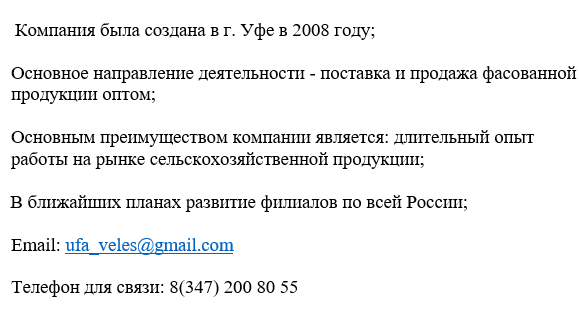 Компания была создана в г. Уфе в 2008 году;
Основное направление деятельности - поставка и продажа фасованной
продукции оптом;
Основным преимуществом компании является: длительный опыт
работы на рынке сельскохозяйственной продукции;
В ближайших планах развитие филиалов по всей России;
Email: ufa_veles@gmail.com
Телефон для связи: 8(347) 200 80 55